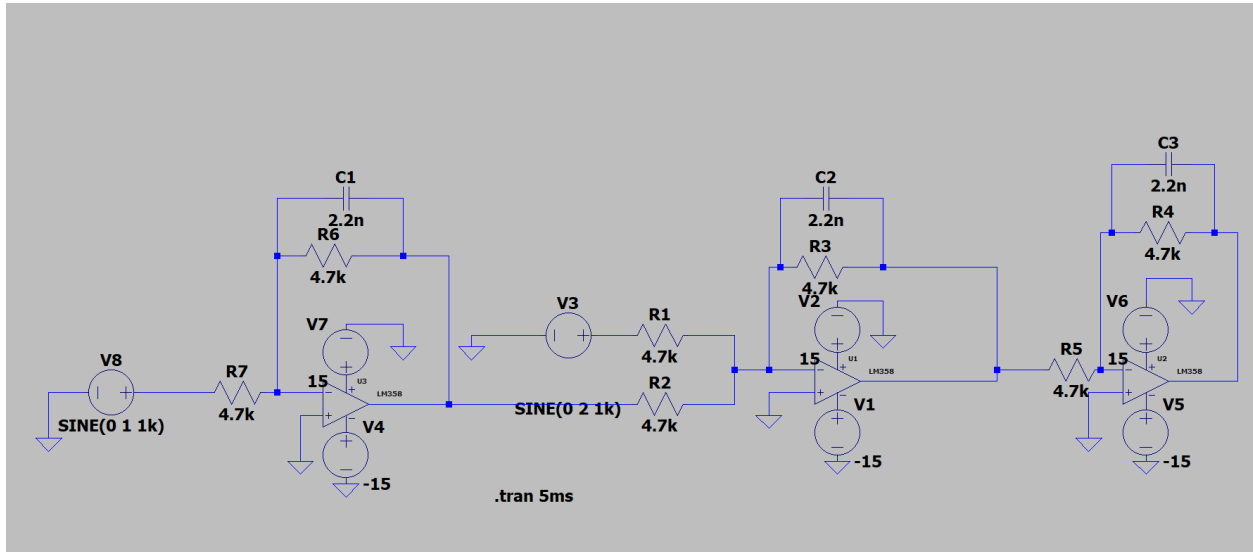 C1
2.2n
R6
4.7k
V7
15
U3
LM358
V8
SINE(0 1 1k)
R7
4.7k
V4
-15
V3
SINE(0 2 1k)
R1
4.7k
R2
4.7k
C2
2.2n
R3
4.7k
V2
15
U1
LM358
V1
-15
R5
4.7k
C3
2.2n
R4
4.7k
V6
15
U2
LM358
V5
-15
.tran 5ms